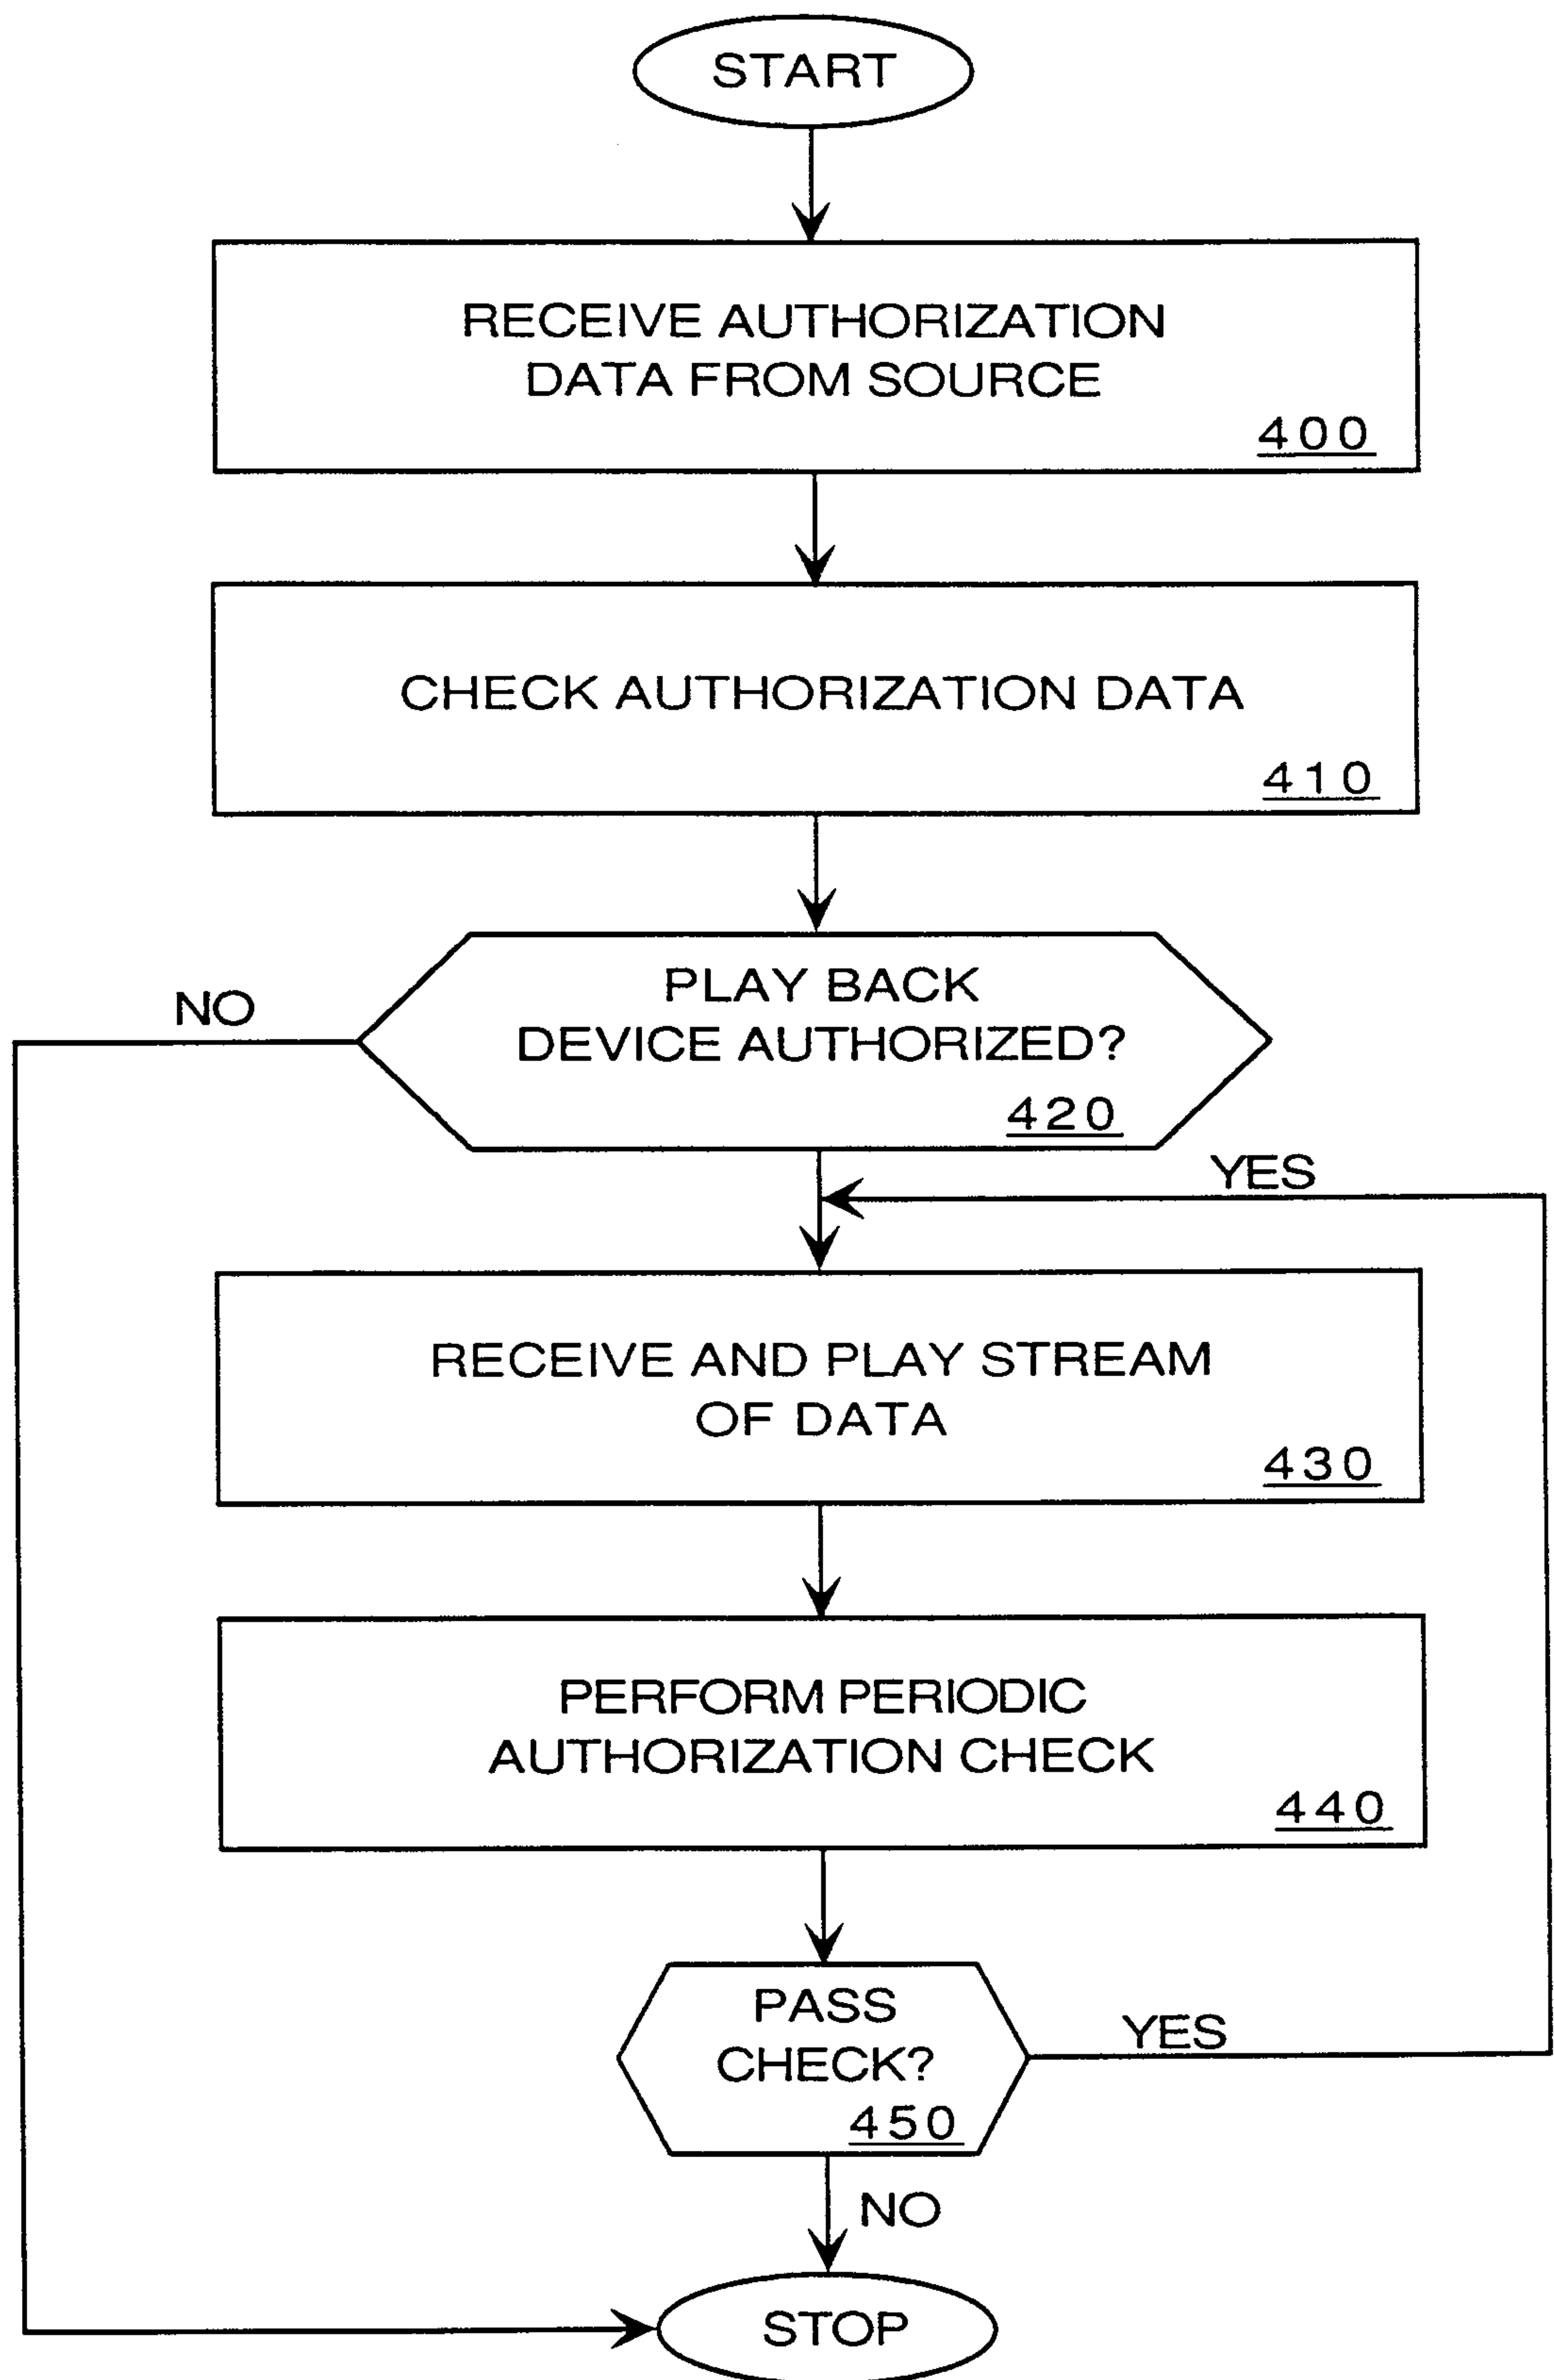 START
RECEIVE AUTHORIZATION
DATA FROM SOURCE
400
CHECK AUTHORIZATION DATA
410
NO
PLAY BACK
DEVICE AUTHORIZED?
420
YES
RECEIVE AND PLAY STREAM
OF DATA
430
PERFORM PERIODIC
AUTHORIZATION CHECK
440
PASS
CHECK?
450
YES
NO
STOP